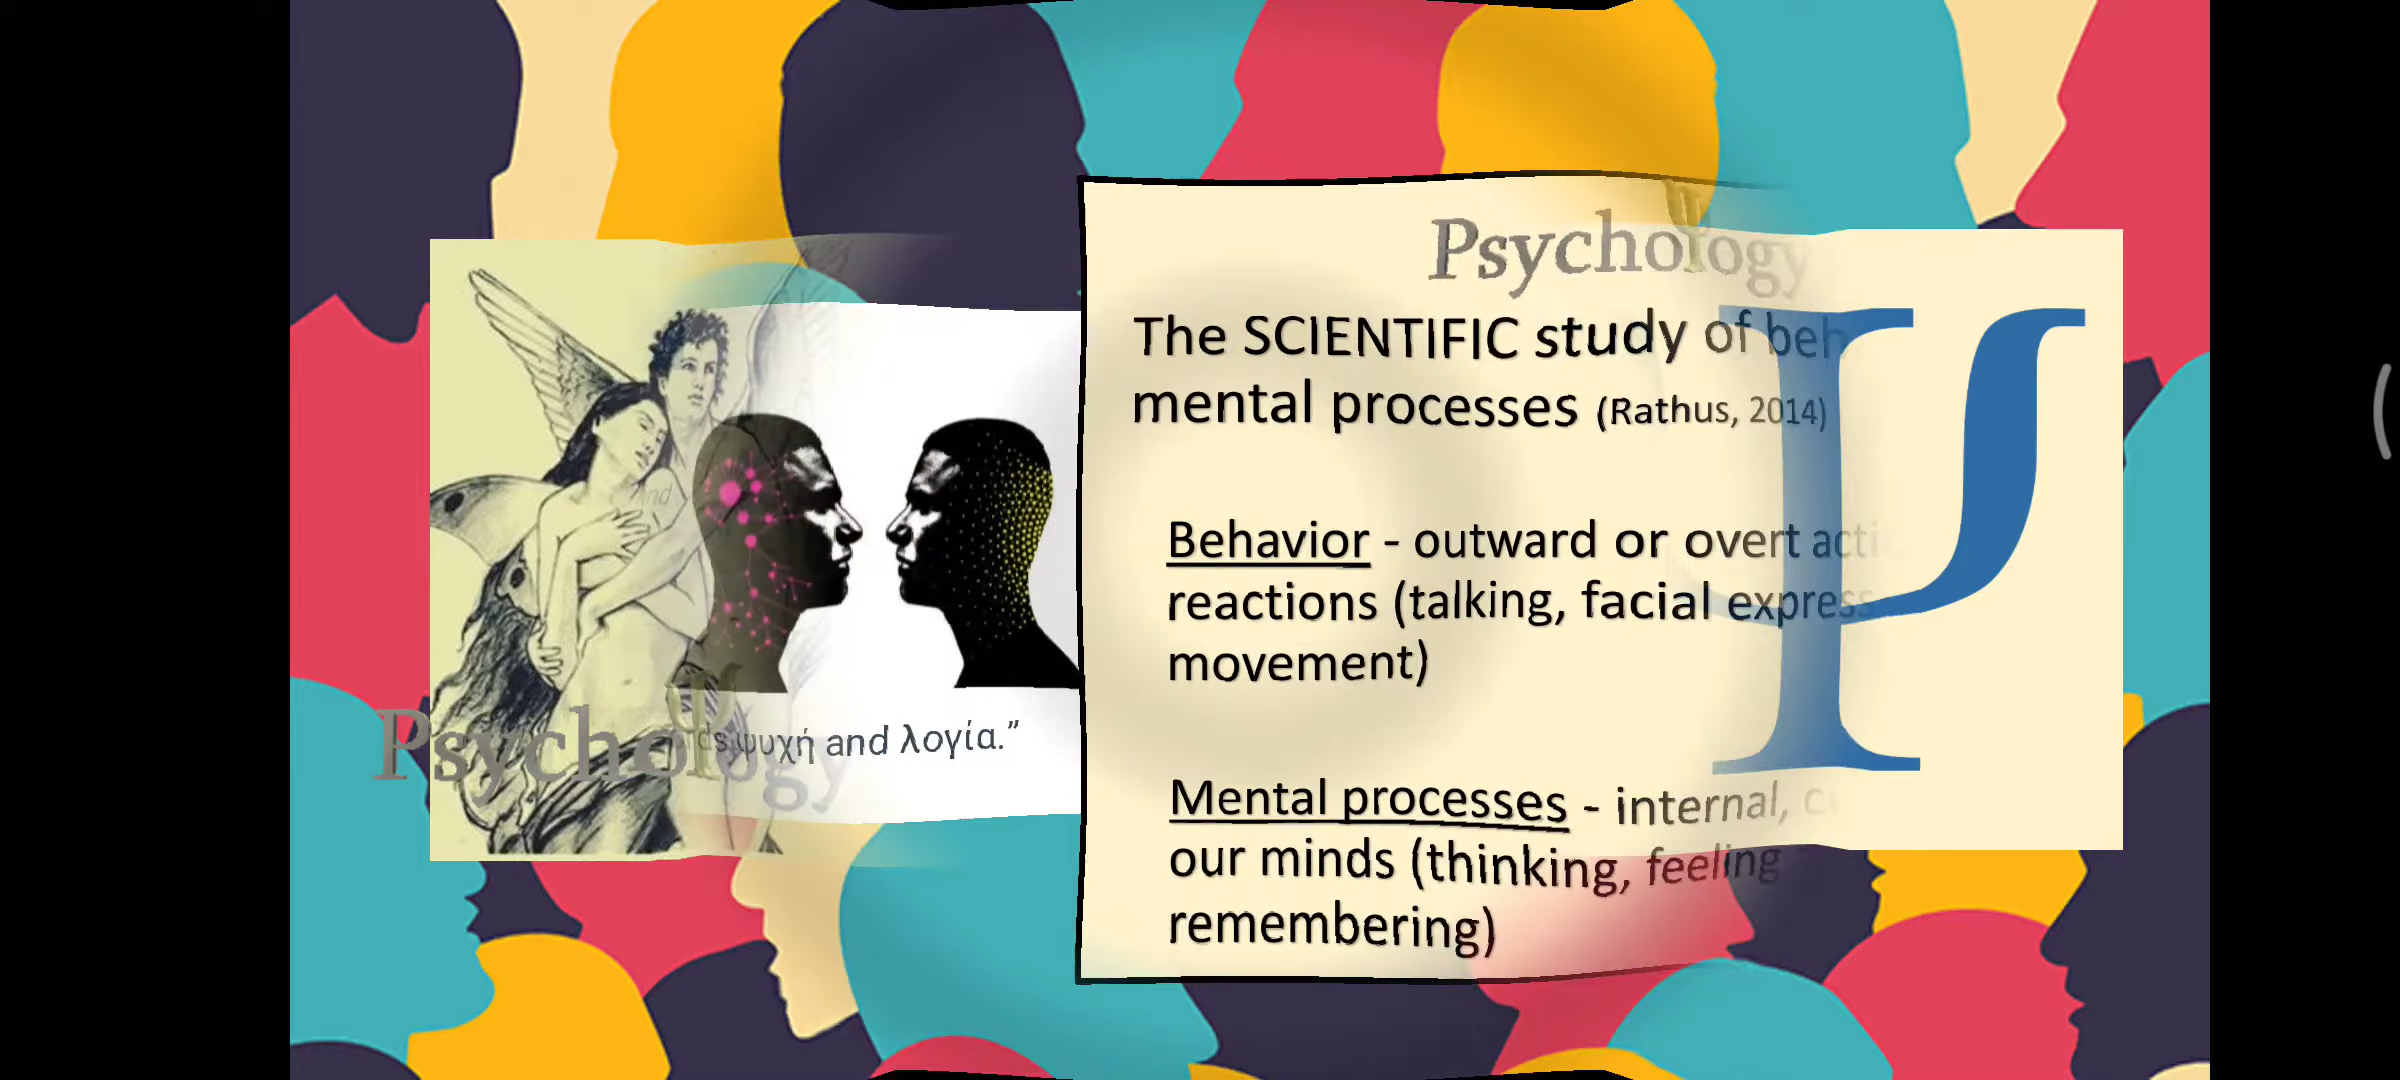 Psychology
The SCIENTIFIC study of
mental processes (Rathus, 2014)
Behavior - outward or overt
reactions (talking, facial
movement)
Mental processes - internal,
our minds (thinking, feeling
remembering)
and
ψυχή and λογία.”
Psychology
Ψ